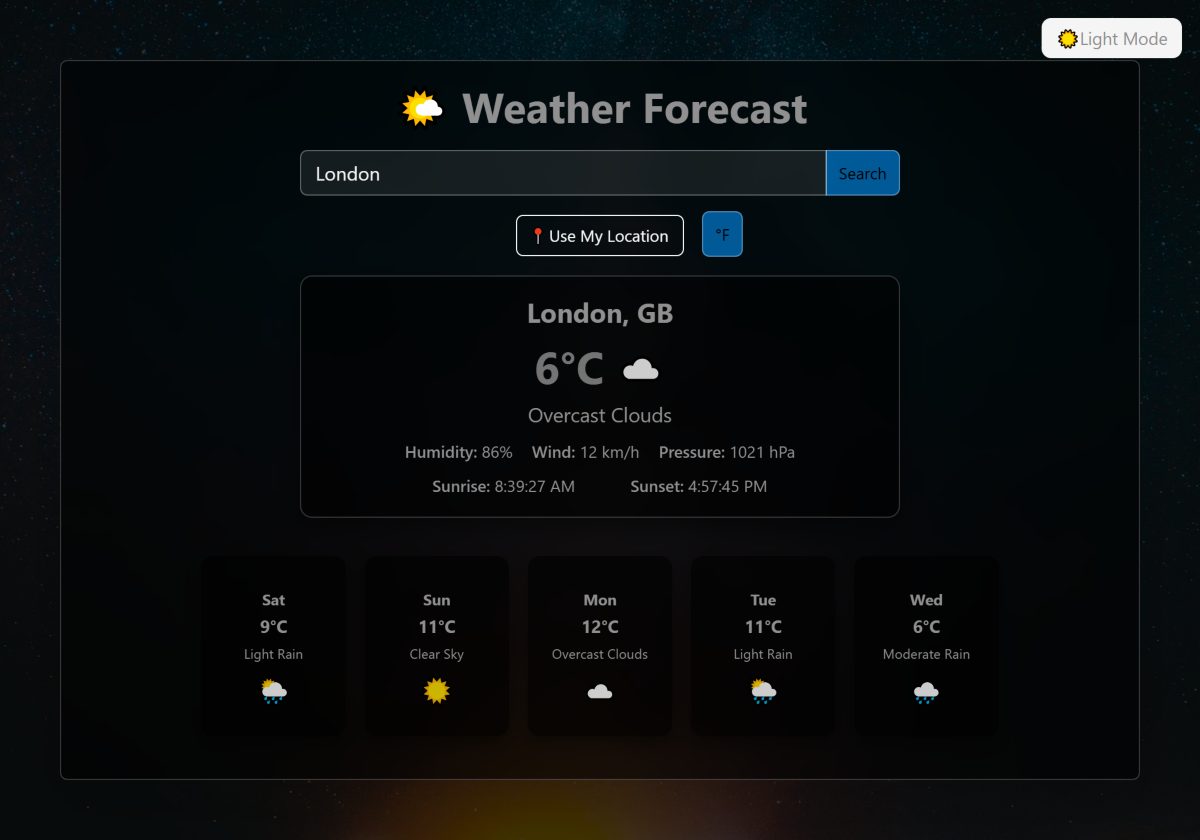 Light Mode
Weather Forecast
London
Search
Use My Location
°F
London, GB
6°C
Overcast Clouds
Humidity: 86% Wind: 12 km/h Pressure: 1021 hPa
Sunrise: 8:39:27 AM Sunset: 4:57:45 PM
Sat
9°C
Light Rain
Sun
11°C
Clear Sky
Mon
12°C
Overcast Clouds
Tue
11°C
Light Rain
Wed
6°C
Moderate Rain